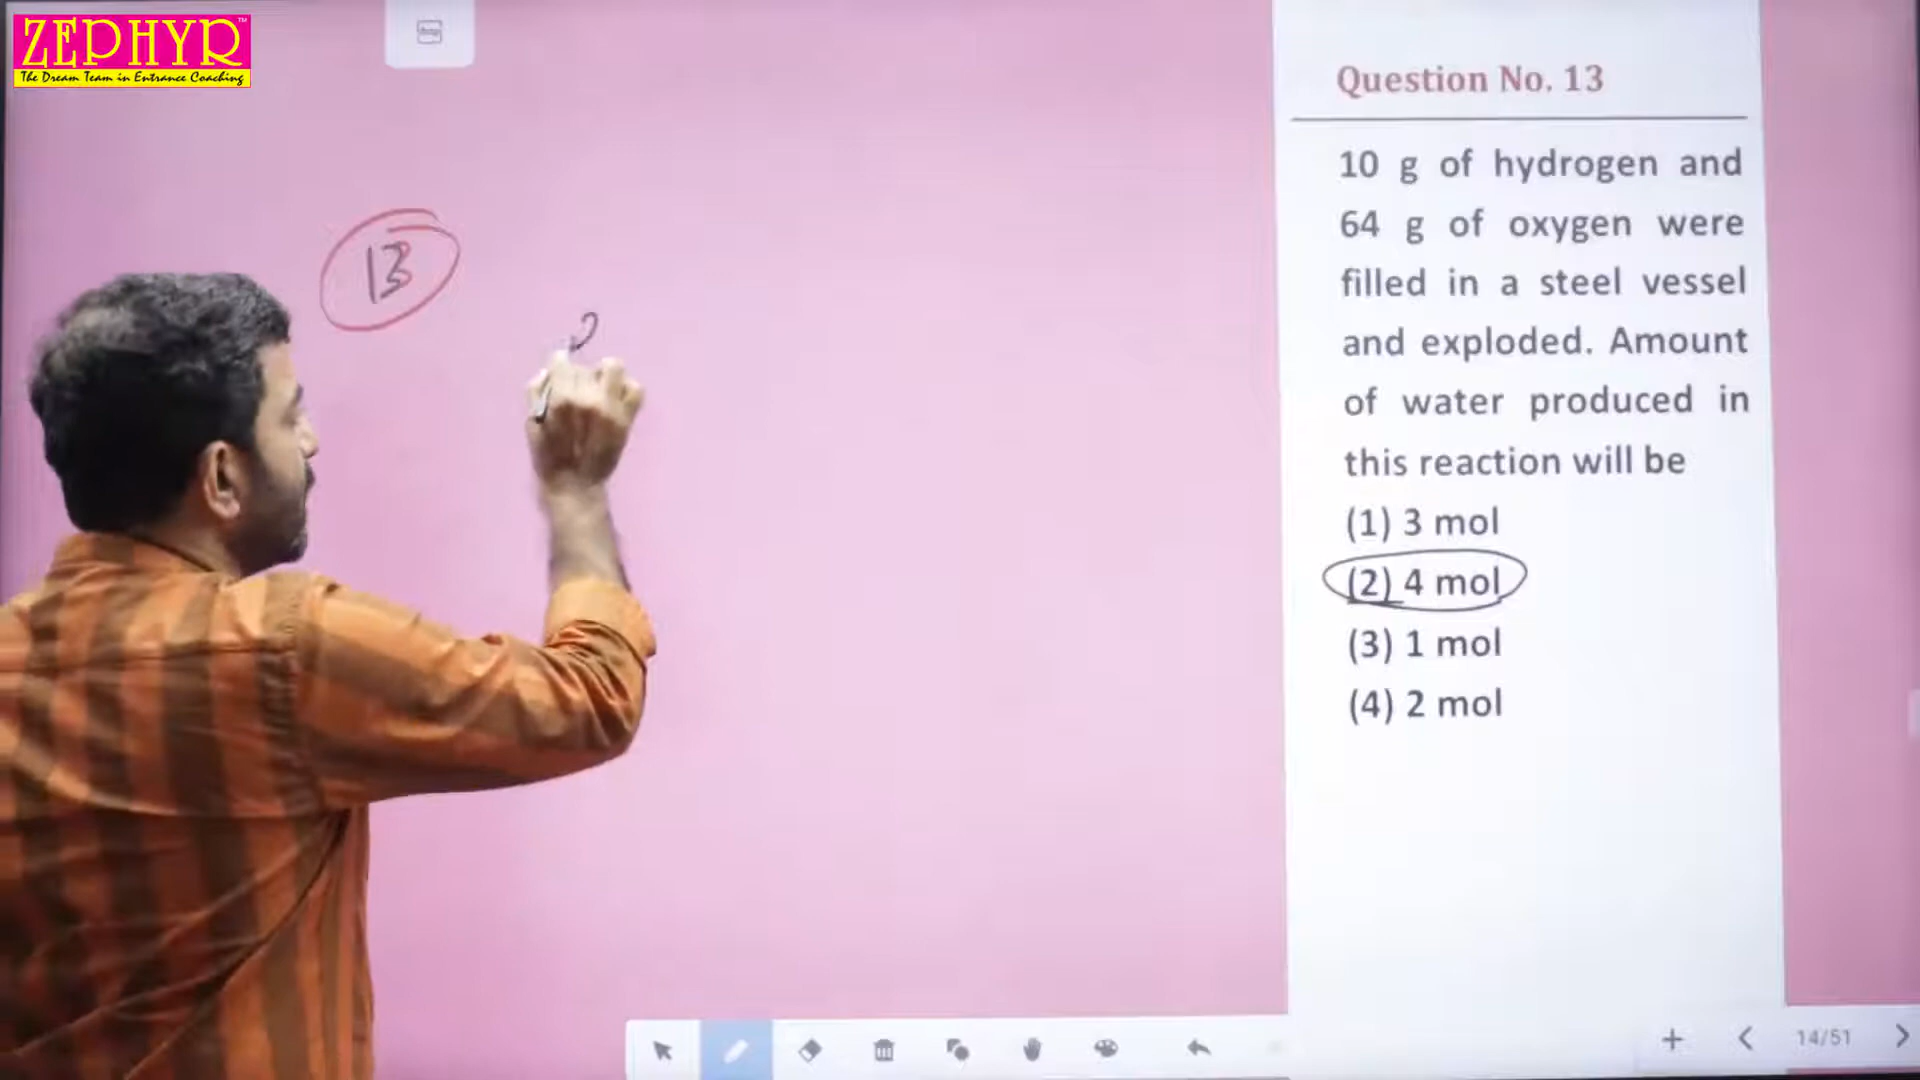 ZEPHYR™
The Dream Team in Entrance Coaching
13
2
Question No. 13
10 g of hydrogen and
64 g of oxygen were
filled in a steel vessel
and exploded. Amount
of water produced in
this reaction will be
(1) 3 mol
(2) 4 mol
(3) 1 mol
(4) 2 mol
14/51